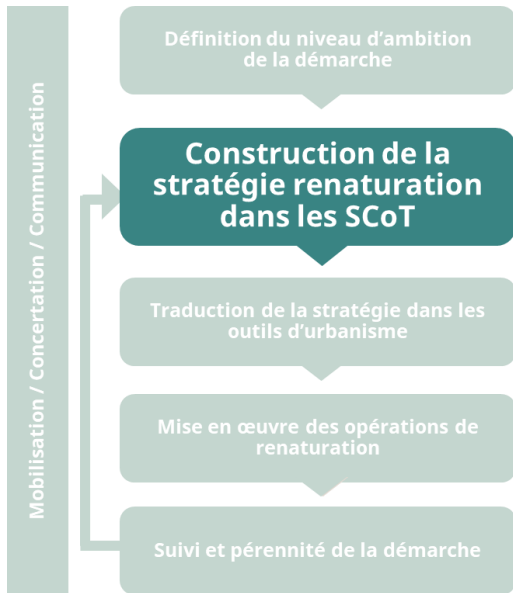 Mobilisation / Concertation / Communication
Définition du niveau d’ambition
de la démarche
Construction de la
stratégie renaturation
dans les SCoT
Traduction de la stratégie dans les
outils d’urbanisme
Mise en œuvre des opérations de
renaturation
Suivi et pérennité de la démarche